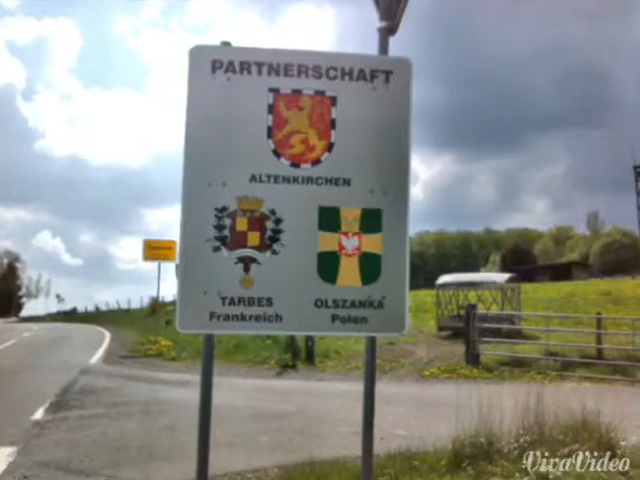 PARTNERSCHAFT
ALTENKIRCHEN
TARBES
Frankreich
OLSZANKA
Polen
VivaVideo